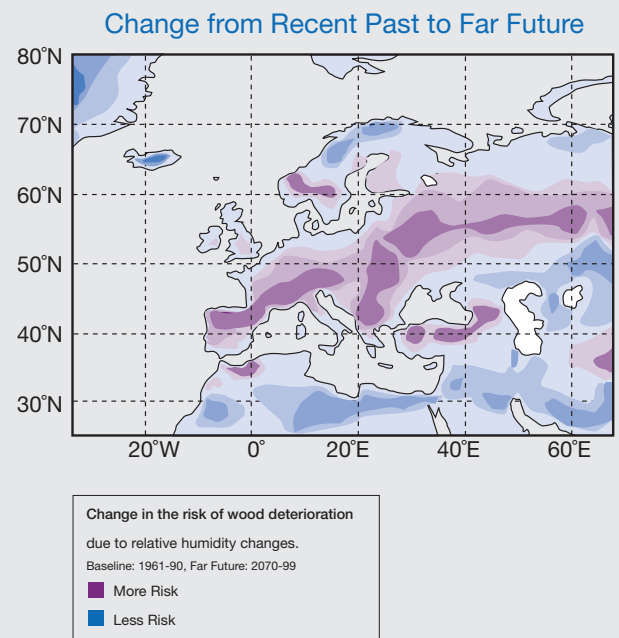 Change from Recent Past to Far Future
80°N
70°N
60°N
50°N
40°N
30°N
20°W 0° 20°E 40°E 60°E
Change in the risk of wood deterioration
due to relative humidity changes.
Baseline: 1961-90, Far Future: 2070-99
More Risk
Less Risk